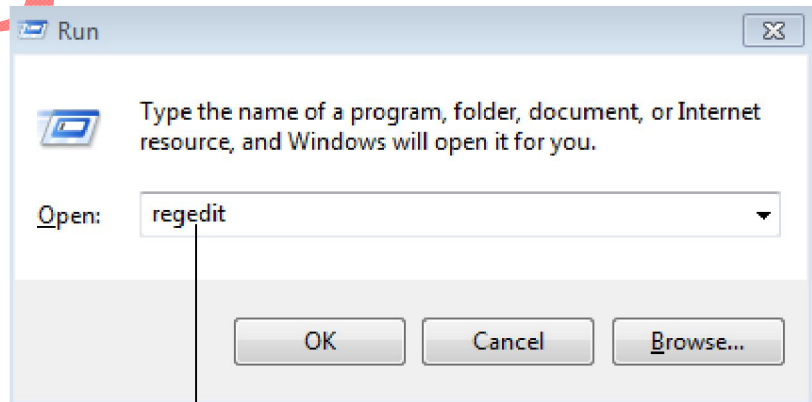 Run
Type the name of a program, folder, document, or Internet
resource, and Windows will open it for you.
Open: regedit
OK Cancel Browse...